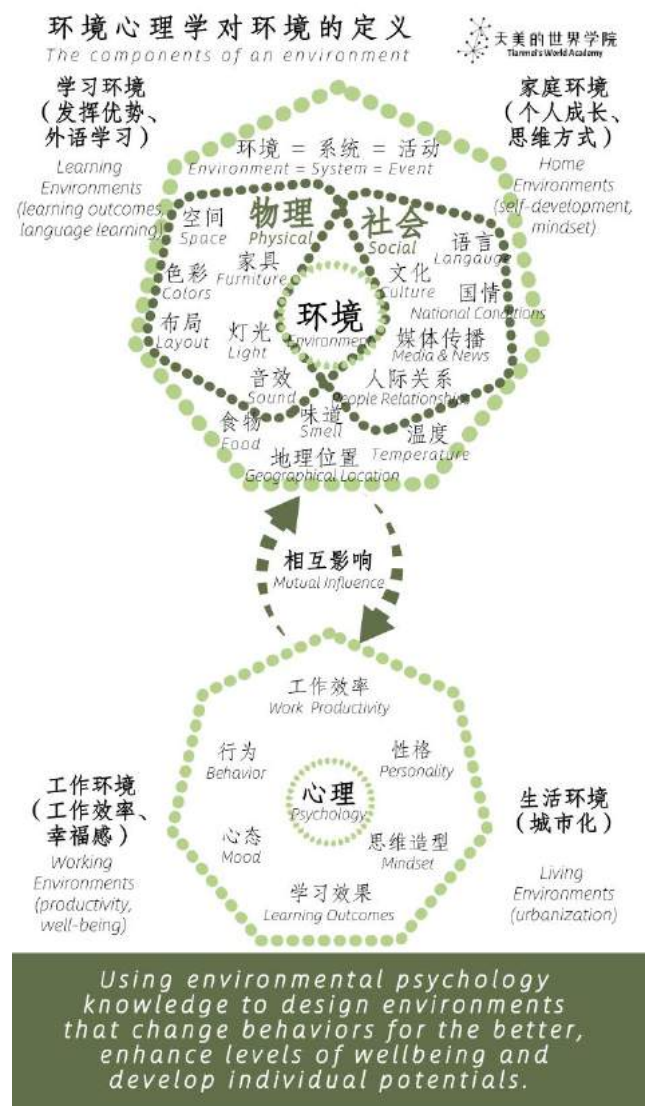 环境心理学对环境的定义
The components of an environment
天美的世界学院
Tianmei's World Academy
学习环境
（发挥优势、
外语学习）
Learning
Environments
(learning outcomes,
language learning)
家庭环境
（个人成长、
思维方式）
Home
Environments
(self-development,
mindset)
环境 = 系统 = 活动
Environment = System = Event
物理
Physical
社会
Social
空间
Space
家具
Furniture
色彩
Colors
布局
Layout
灯光
Light
音效
Sound
环境
Environment
语言
Langauge
文化
Culture
国情
National Conditions
媒体传播
Media & News
人际关系
People Relationships
食物
Food
味道
Smell
温度
Temperature
地理位置
Geographical Location
相互影响
Mutual Influence
工作效率
Work Productivity
行为
Behavior
性格
Personality
心理
Psychology
心态
Mood
思维造型
Mindset
学习效果
Learning Outcomes
工作环境
（工作效率、
幸福感）
Working
Environments
(productivity,
well-being)
生活环境
（城市化）
Living
Environments
(urbanization)
Using environmental psychology
knowledge to design environments
that change behaviors for the better,
enhance levels of wellbeing and
develop individual potentials.